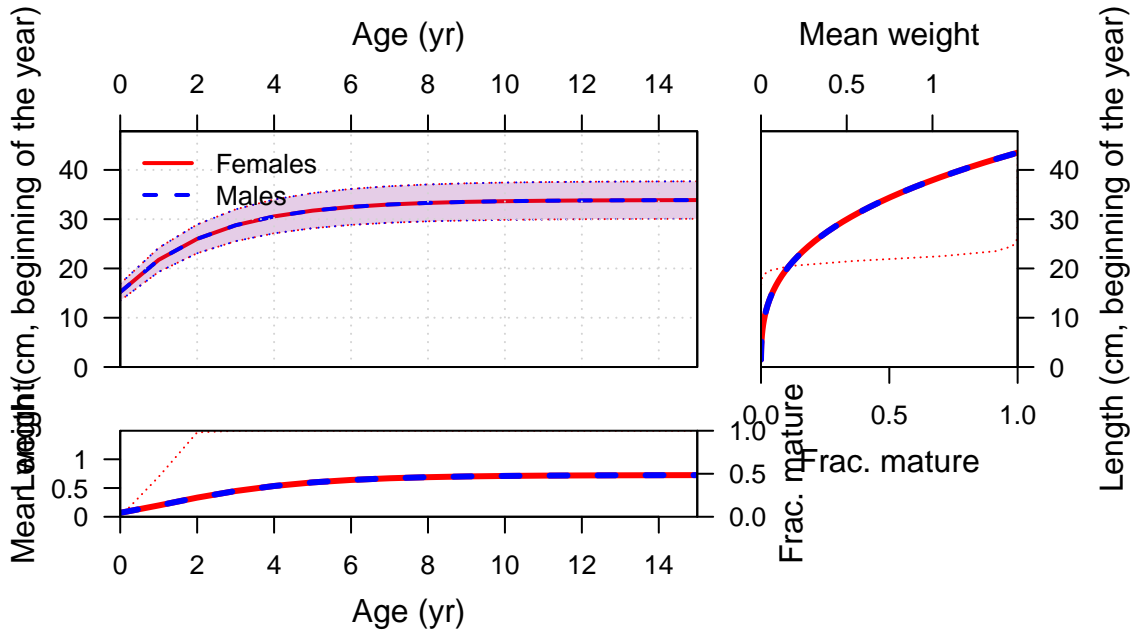 Age (yr)
Mean weight
0 2 4 6 8 10 12 14
0 0.5 1
Length (cm, beginning of the year)
0 10 20 30 40
Females
Males
0 10 20 30 40
Length (cm, beginning of the year)
0.0 0.5 1.0
Frac. mature
Mean weight
0 0.5 1
0.0 0.5 1.0
Frac. mature
0 2 4 6 8 10 12 14
Age (yr)